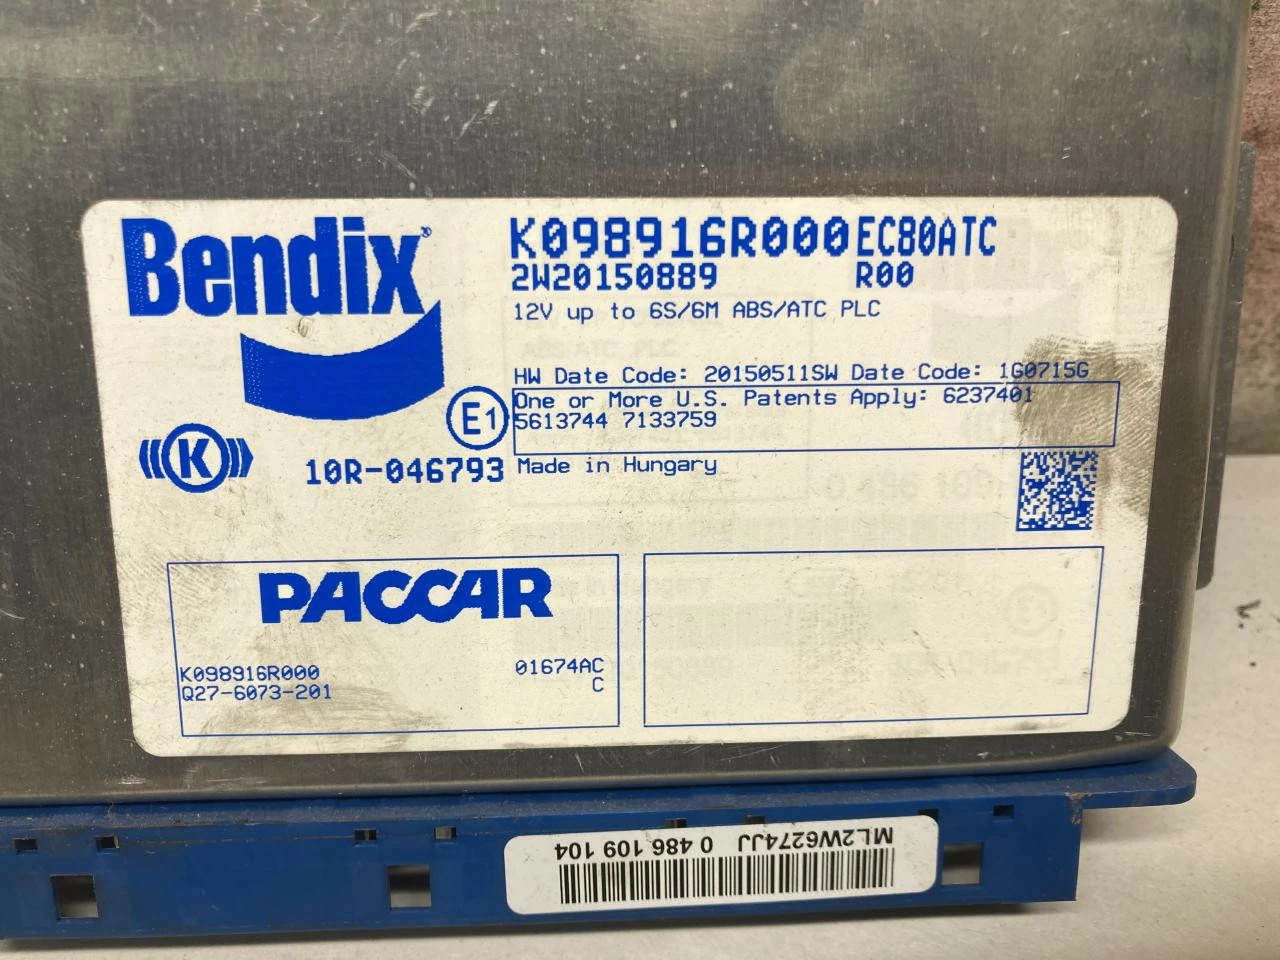 Bendix®
K098916R000 EC80ATC
2W20150889 R00
12V up to 6S/6M ABS/ATC PLC
HW Date Code: 20150511SW Date Code: 1G0715G
One or More U.S. Patents Apply: 6237401
5613744 7133759
E1
K
10R-046793
Made in Hungary
PACCAR
K098916R000 01674AC
Q27-6073-201 C
ML2W6274JJ 0 486 109 104